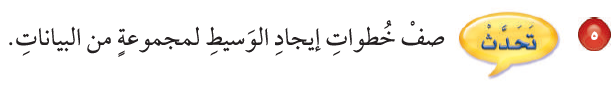 ٥ تَحَدَّثْ صفْ خُطواتِ إيجادِ الوَسيطِ لمجموعةٍ من البياناتِ.